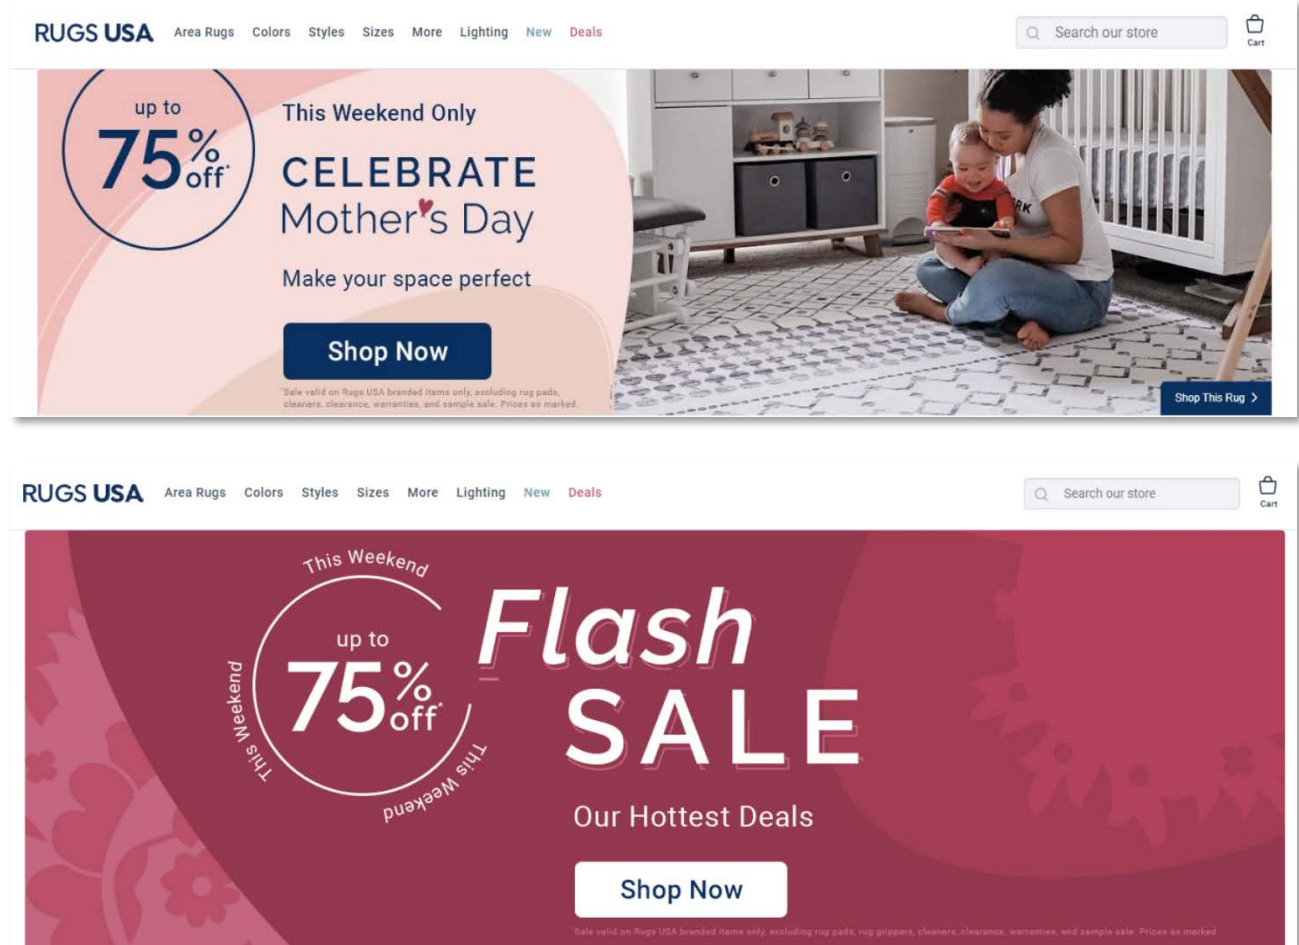 RUGS USA Area Rugs Colors Styles Sizes More Lighting New Deals Search our store Cart
up to
75% off*
This Weekend Only
CELEBRATE
Mother's Day
Make your space perfect
Shop Now
*Sale valid on Rugs USA branded items only, excluding rug pads,
cleaners, clearance, warranties, and sample sale. Prices as marked.
Shop This Rug >
RUGS USA Area Rugs Colors Styles Sizes More Lighting New Deals Search our store Cart
This Weekend
This Weekend
This Weekend
up to
75% off*
Flash
SALE
Our Hottest Deals
Shop Now
*Sale valid on Rugs USA branded items only, excluding rug pads, rug grippers, cleaners, clearance, warranties, and sample sale. Prices as marked.